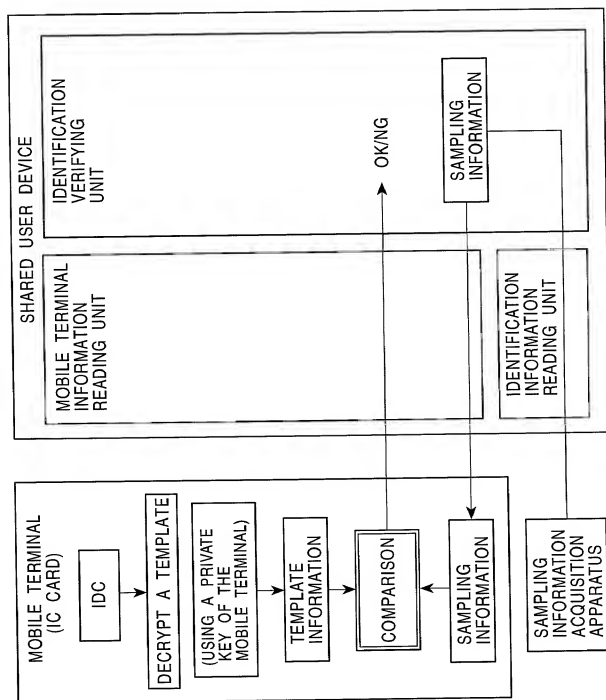 MOBILE TERMINAL
(IC CARD)
IDC
DECRYPT A TEMPLATE
(USING A PRIVATE
KEY OF THE
MOBILE TERMINAL)
TEMPLATE
INFORMATION
COMPARISON
SAMPLING
INFORMATION
SAMPLING
INFORMATION
ACQUISITION
APPARATUS
SHARED USER DEVICE
MOBILE TERMINAL
INFORMATION
READING UNIT
IDENTIFICATION
INFORMATION
READING UNIT
IDENTIFICATION
VERIFYING
UNIT
OK/NG
SAMPLING
INFORMATION